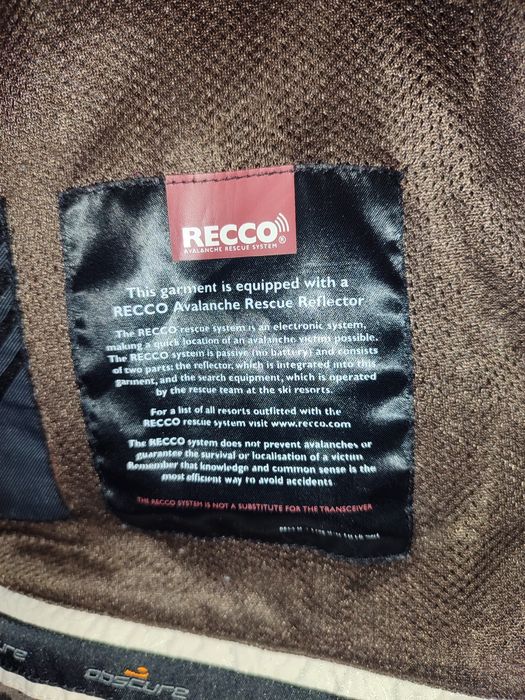 RECCO®
AVALANCHE RESCUE SYSTEM
This garment is equipped with a
RECCO Avalanche Rescue Reflector
The RECCO rescue system is an electronic system,
making a quick location of an avalanche victims possible.
The RECCO system is passive (no battery) and consists
of two parts: the reflector, which is integrated into this
garment, and the search equipment, which is operated
by the rescue team at the ski resorts.
For a list of all resorts outfitted with the
RECCO rescue system visit www.recco.com
The RECCO system does not prevent avalanches or
guarantee the survival or localisation of a victim
Remember that knowledge and common sense is the
most efficient way to avoid accidents.
THE RECCO SYSTEM IS NOT A SUBSTITUTE FOR THE TRANSCEIVER
ure
obscure